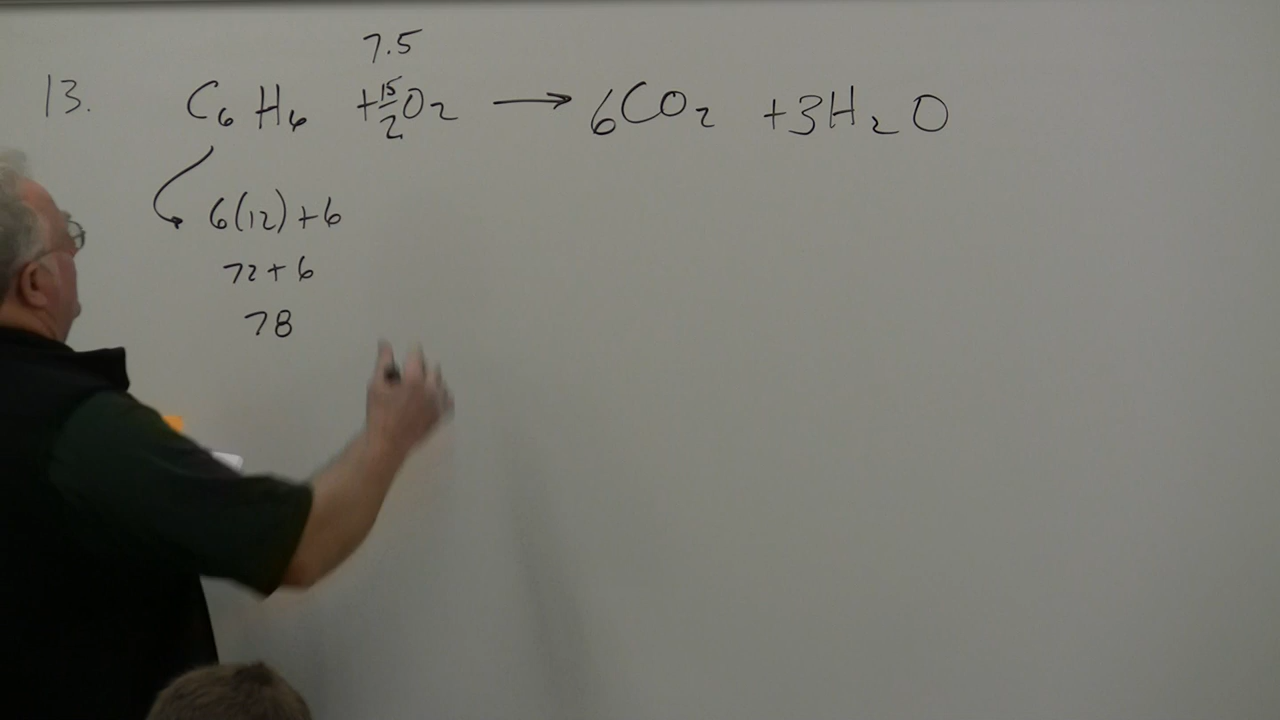 7.5
13. C₆H₆ + 15/2 O₂ → 6CO₂ + 3H₂O
6(12)+6
72+6
78